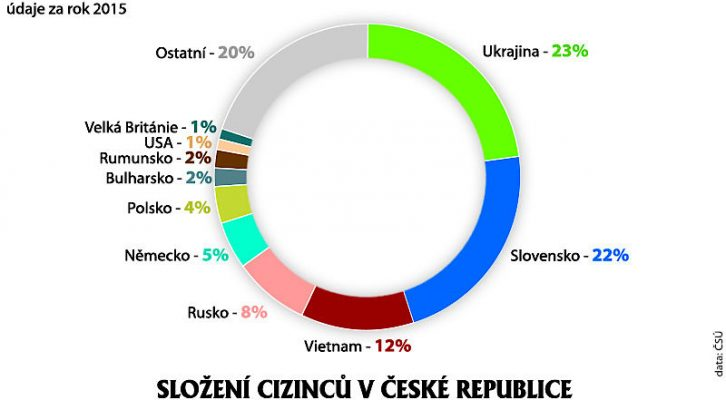 údaje za rok 2015
Ostatní - 20%
Ukrajina - 23%
Velká Británie - 1%
USA - 1%
Rumunsko - 2%
Bulharsko - 2%
Polsko - 4%
Německo - 5%
Slovensko - 22%
Rusko - 8%
Vietnam - 12%
data: ČSÚ
SLOŽENÍ CIZINCŮ V ČESKÉ REPUBLICE